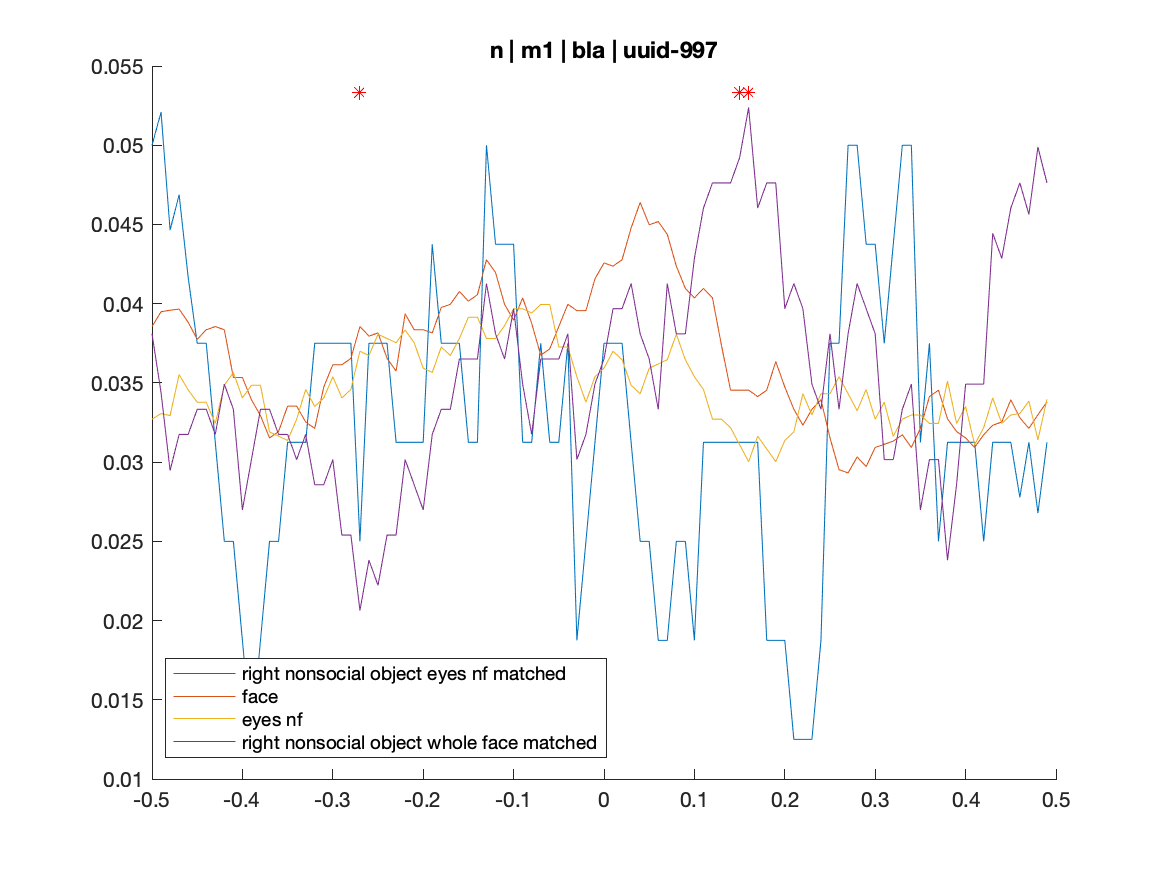 n | m1 | bla | uuid-997
0.055
0.05
0.045
0.04
0.035
0.03
0.025
0.02
0.015
0.01
right nonsocial object eyes nf matched
face
eyes nf
right nonsocial object whole face matched
-0.5 -0.4 -0.3 -0.2 -0.1 0 0.1 0.2 0.3 0.4 0.5